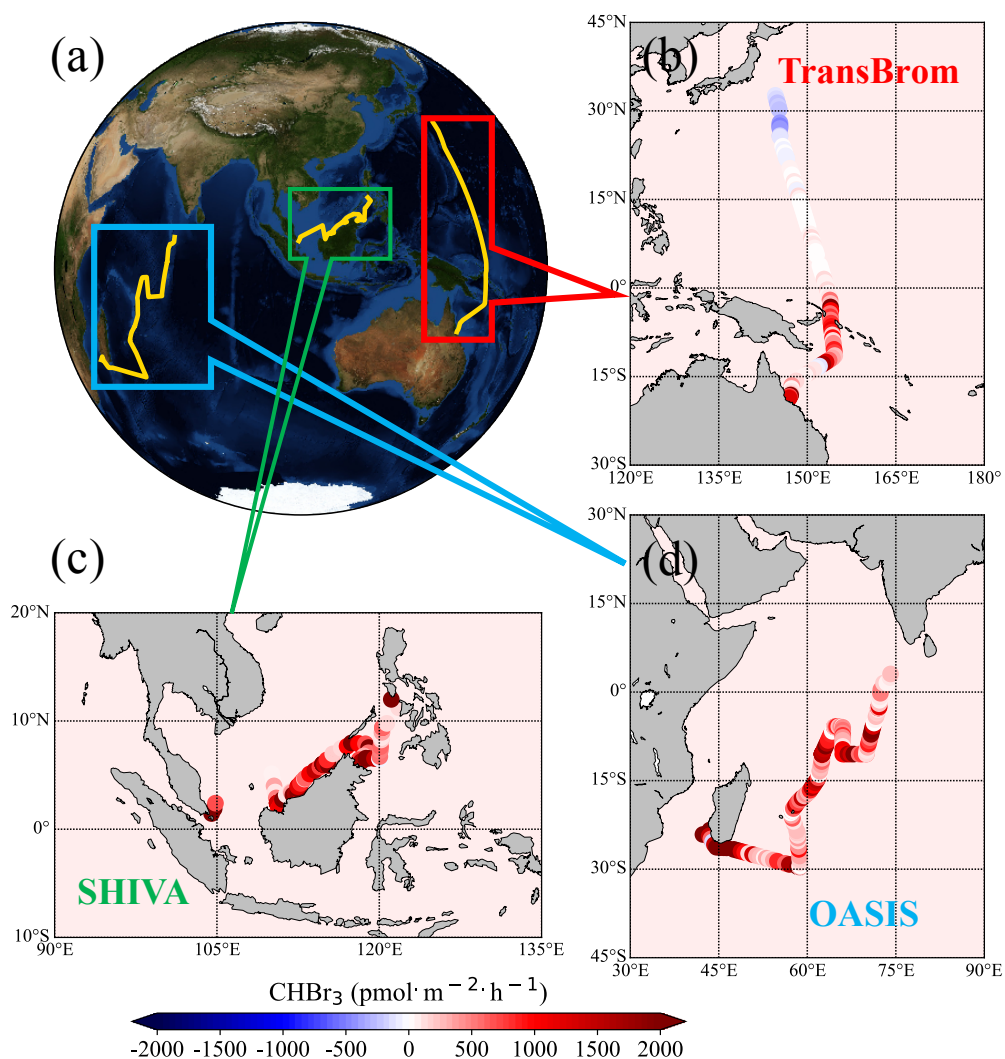 (a)
(b)
TransBrom
45°N
30°N
15°N
0°
15°S
30°S
120°E
135°E
150°E
165°E
180°
(c)
20°N
10°N
0°
10°S
SHIVA
90°E
105°E
120°E
135°E
(d)
30°N
15°N
0°
15°S
30°S
45°S
OASIS
30°E
45°E
60°E
75°E
90°E
CHBr₃ (pmol·m⁻²·h⁻¹)
-2000 -1500 -1000 -500 0 500 1000 1500 2000